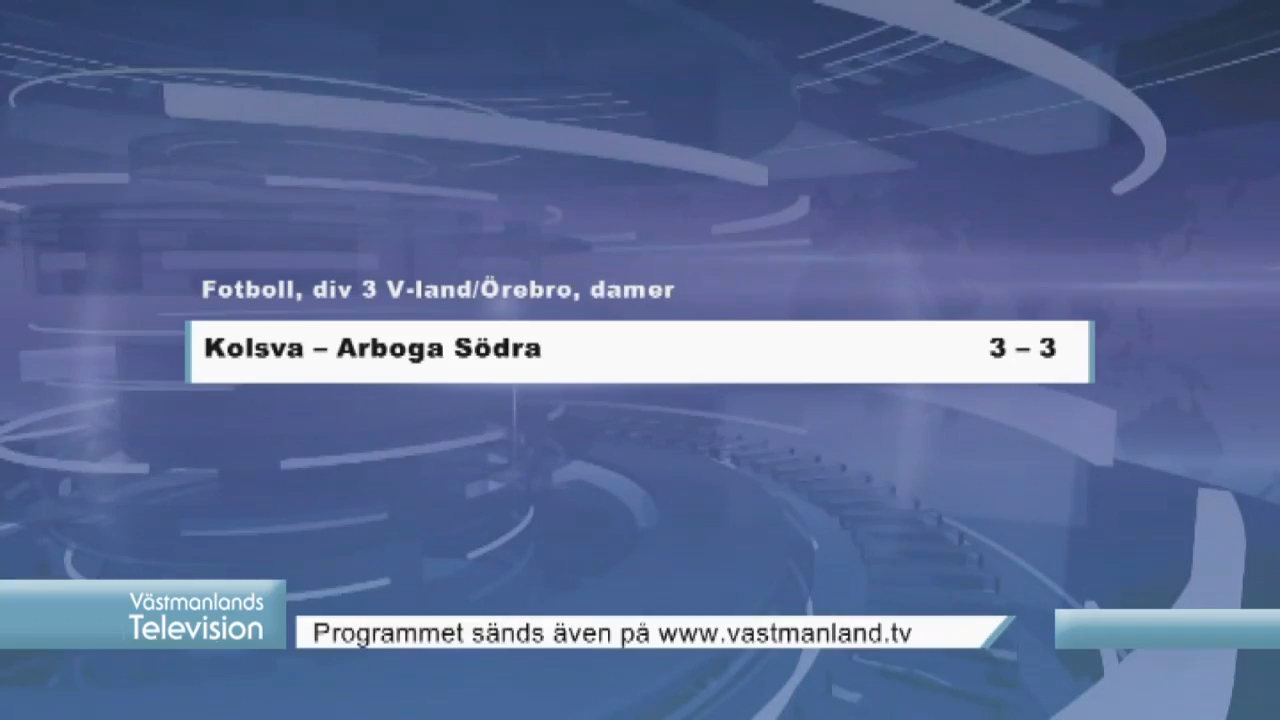 Fotboll, div 3 V-land/Örebro, damer
Kolsva – Arboga Södra 3 – 3
Västmanlands
Television
Programmet sänds även på www.vastmanland.tv